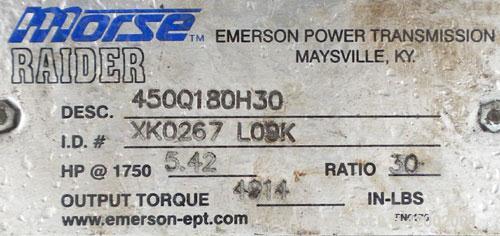 morse TM
RAIDER
EMERSON POWER TRANSMISSION
MAYSVILLE, KY.
DESC. 450Q180H30
I.D. # XK0267 L09K
HP @ 1750 5.42 RATIO 30
OUTPUT TORQUE 4914 IN-LBS
www.emerson-ept.com